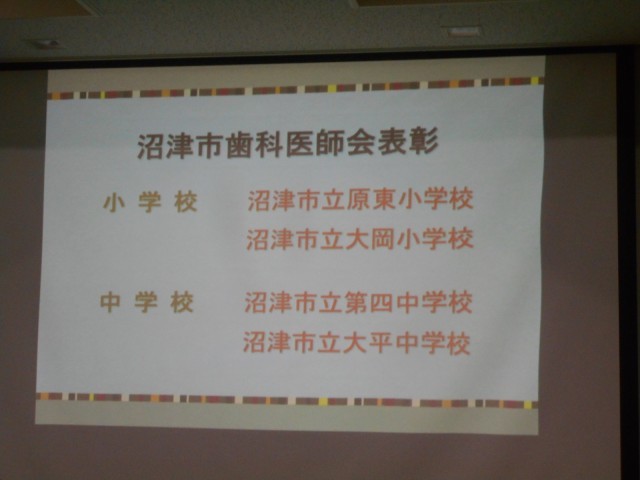 沼津市歯科医師会表彰
小学校 沼津市立原東小学校
沼津市立大岡小学校
中学校 沼津市立第四中学校
沼津市立大平中学校